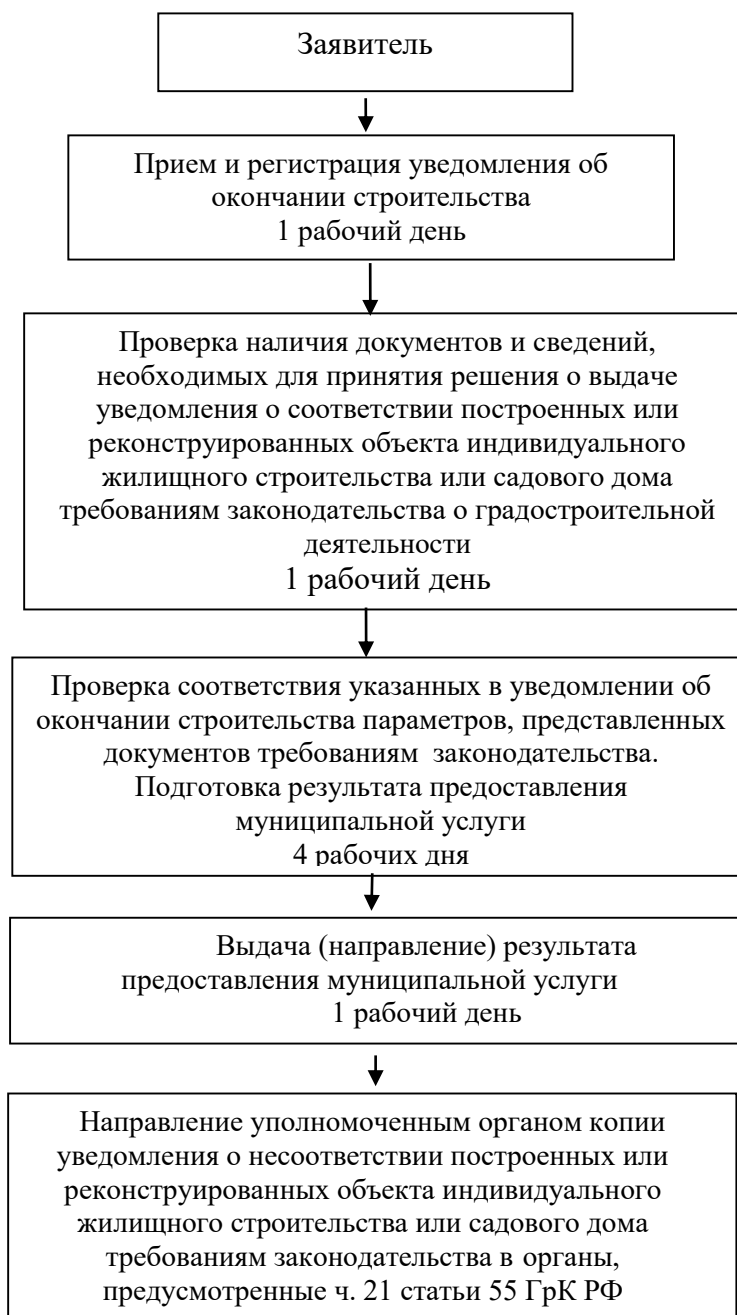 Заявитель
Прием и регистрация уведомления об
окончании строительства
1 рабочий день
Проверка наличия документов и сведений,
необходимых для принятия решения о выдаче
уведомления о соответствии построенных или
реконструированных объекта индивидуального
жилищного строительства или садового дома
требованиям законодательства о градостроительной
деятельности
1 рабочий день
Проверка соответствия указанных в уведомлении об
окончании строительства параметров, представленных
документов требованиям законодательства.
Подготовка результата предоставления
муниципальной услуги
4 рабочих дня
Выдача (направление) результата
предоставления муниципальной услуги
1 рабочий день
Направление уполномоченным органом копии
уведомления о несоответствии построенных или
реконструированных объекта индивидуального
жилищного строительства или садового дома
требованиям законодательства в органы,
предусмотренные ч. 21 статьи 55 ГрК РФ